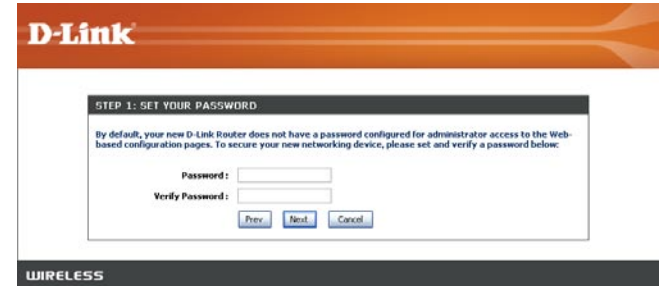 D-Link
STEP 1: SET YOUR PASSWORD
By default, your new D-Link Router does not have a password configured for administrator access to the Web-
based configuration pages. To secure your new networking device, please set and verify a password below:
Password :
Verify Password :
Prev Next Cancel
WIRELESS